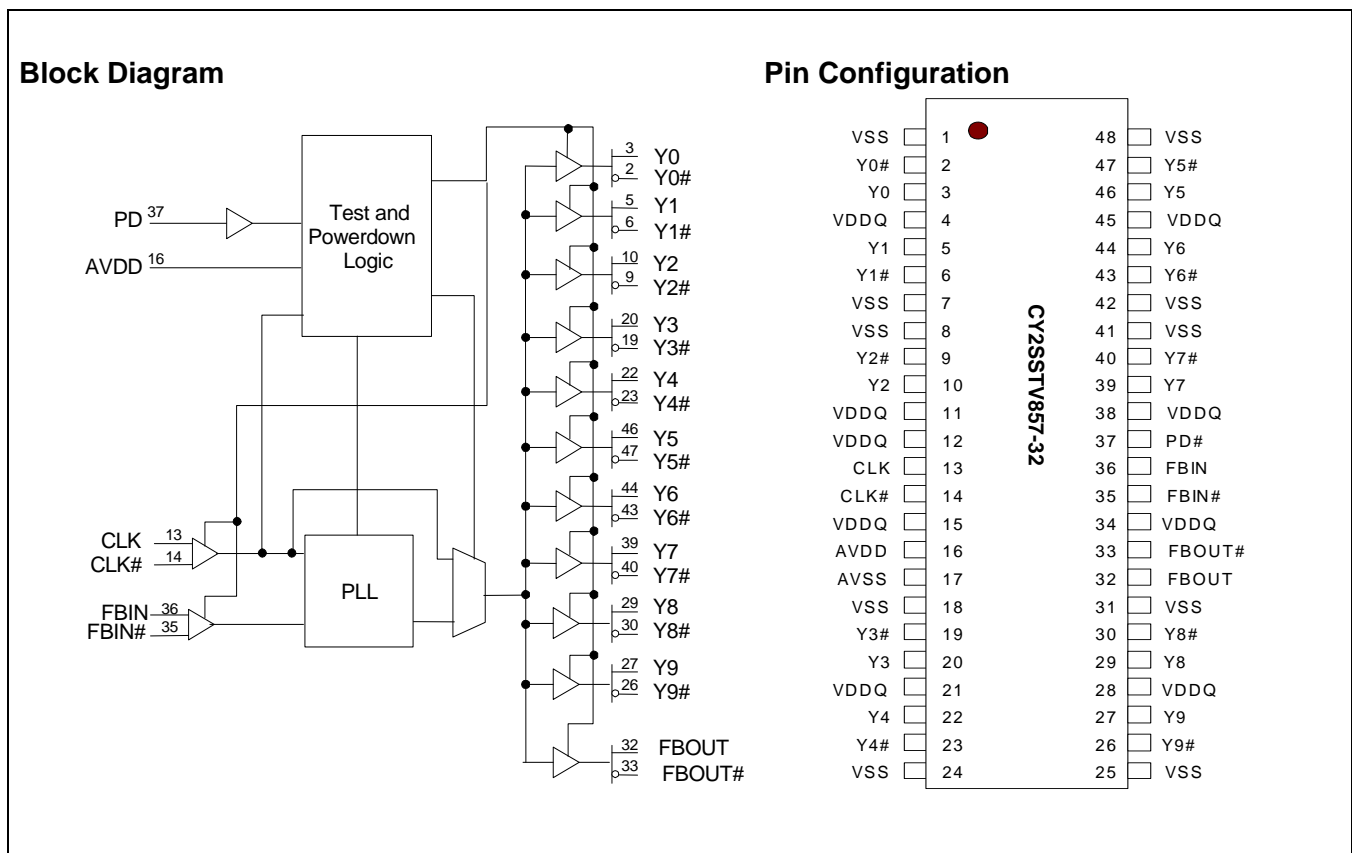 Block Diagram
PD 37
AVDD 16
Test and
Powerdown
Logic
CLK 13
CLK# 14
FBIN 36
FBIN# 35
PLL
3 Y0
2 Y0#
5 Y1
6 Y1#
10 Y2
9 Y2#
20 Y3
19 Y3#
22 Y4
23 Y4#
46 Y5
47 Y5#
44 Y6
43 Y6#
39 Y7
40 Y7#
29 Y8
30 Y8#
27 Y9
26 Y9#
32 FBOUT
33 FBOUT#
Pin Configuration
VSS 1 48 VSS
Y0# 2 47 Y5#
Y0 3 46 Y5
VDDQ 4 45 VDDQ
Y1 5 44 Y6
Y1# 6 43 Y6#
VSS 7 42 VSS
VSS 8 41 VSS
Y2# 9 40 Y7#
Y2 10 39 Y7
VDDQ 11 38 VDDQ
VDDQ 12 37 PD#
CLK 13 36 FBIN
CLK# 14 35 FBIN#
VDDQ 15 34 VDDQ
AVDD 16 33 FBOUT#
AVSS 17 32 FBOUT
VSS 18 31 VSS
Y3# 19 30 Y8#
Y3 20 29 Y8
VDDQ 21 28 VDDQ
Y4 22 27 Y9
Y4# 23 26 Y9#
VSS 24 25 VSS
CY2SSTV857-32